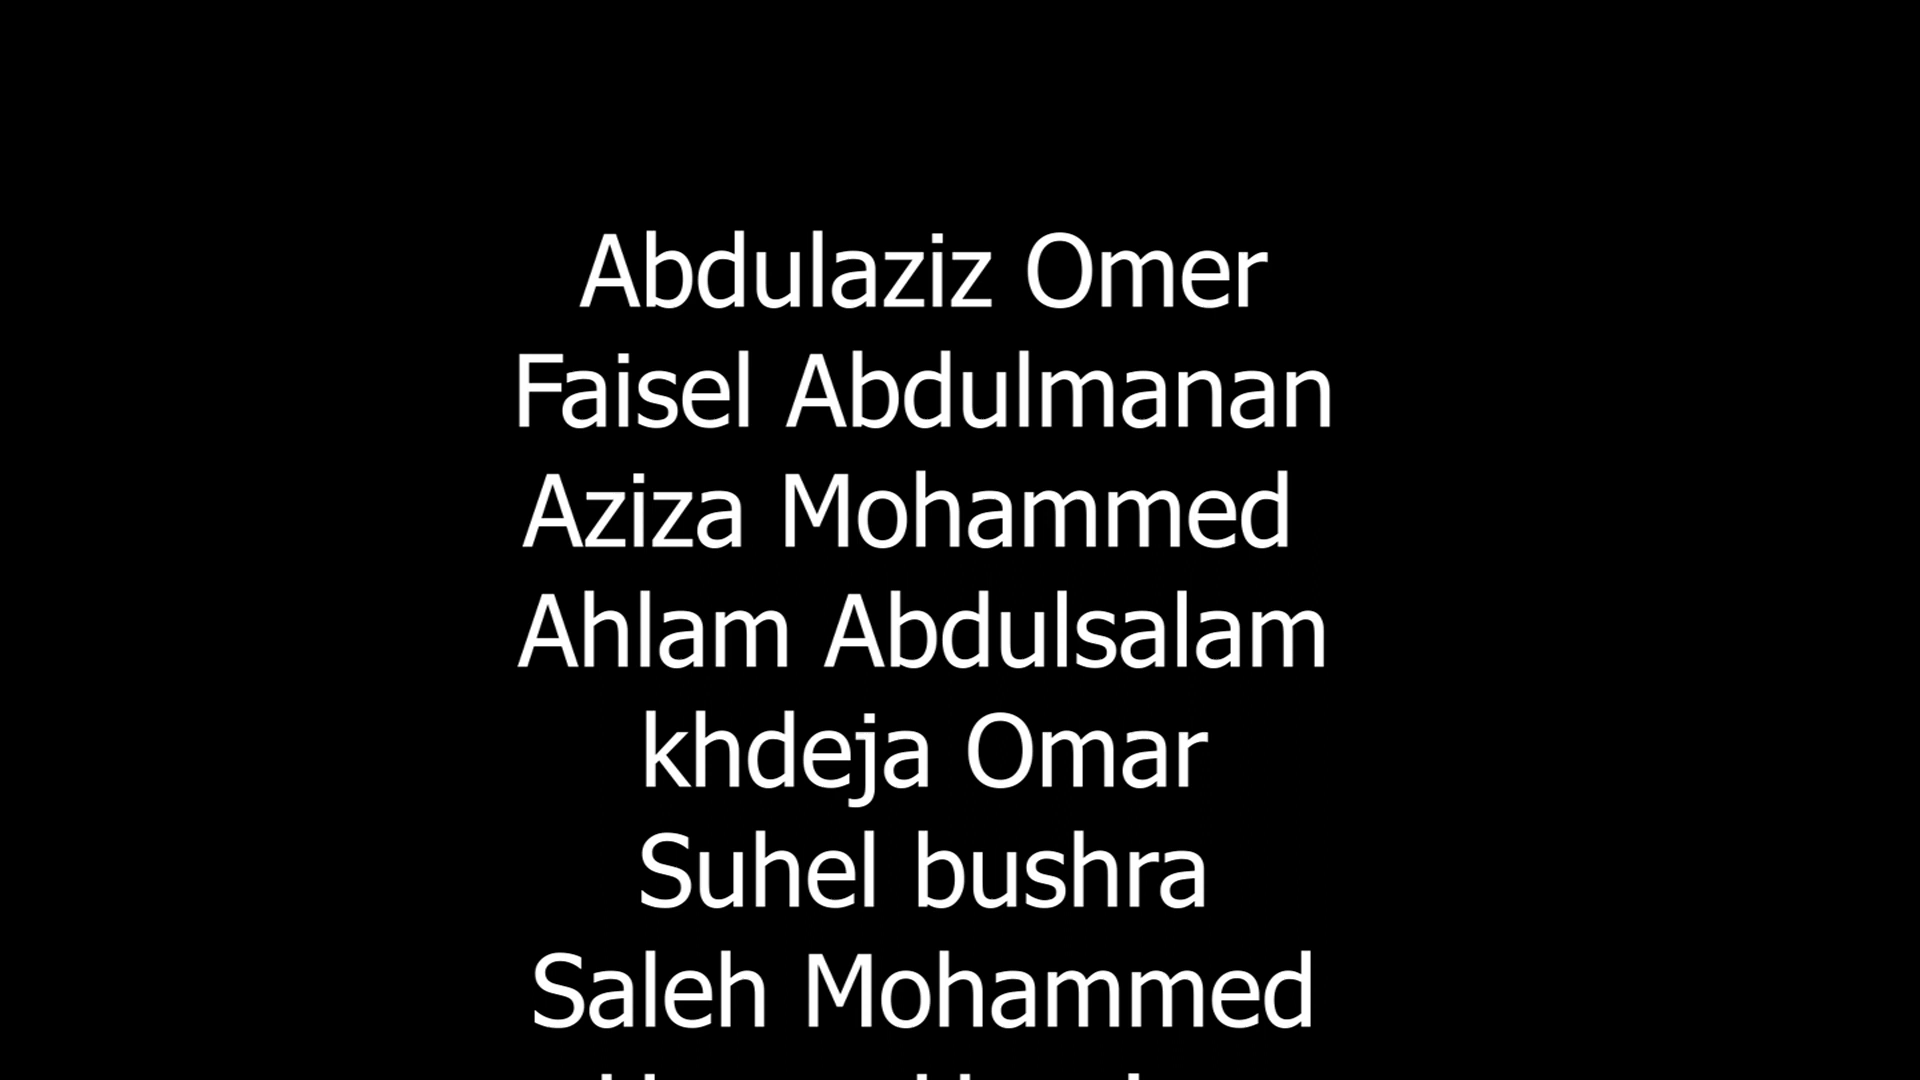 Abdulaziz Omer
Faisel Abdulmanan
Aziza Mohammed
Ahlam Abdulsalam
khdeja Omar
Suhel bushra
Saleh Mohammed